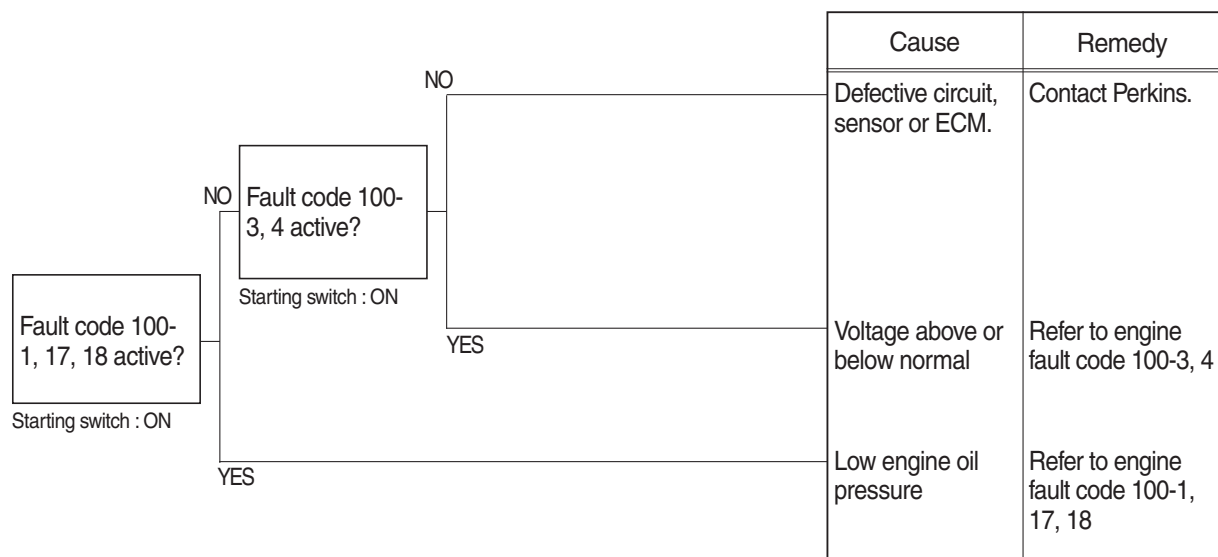 Cause
Remedy
NO
Defective circuit,
sensor or ECM.
Contact Perkins.
NO
Fault code 100-
3, 4 active?
Starting switch : ON
YES
Voltage above or
below normal
Refer to engine
fault code 100-3, 4
Fault code 100-
1, 17, 18 active?
Starting switch : ON
YES
Low engine oil
pressure
Refer to engine
fault code 100-1,
17, 18